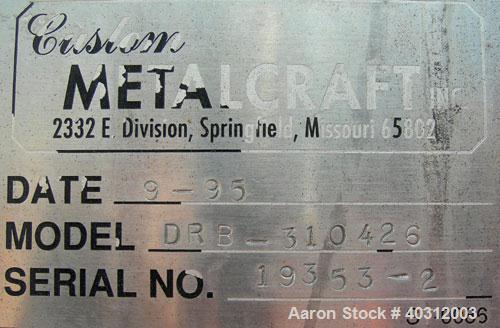 Custom
METALCRAFT INC
2332 E. Division, Springfield, Missouri 65802
DATE 9-95
MODEL DRB-310426
SERIAL NO. 19353-2
Aaron Stock # 40312003